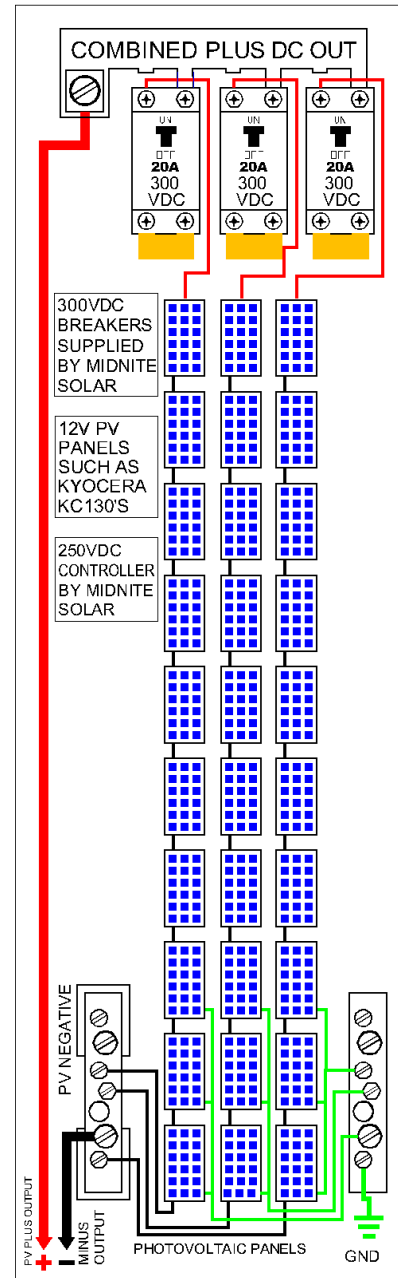 COMBINED PLUS DC OUT
ON
OFF
20A
300
VDC
ON
OFF
20A
300
VDC
ON
OFF
20A
300
VDC
300VDC
BREAKERS
SUPPLIED
BY MIDNITE
SOLAR
12V PV
PANELS
SUCH AS
KYOCERA
KC130'S
250VDC
CONTROLLER
BY MIDNITE
SOLAR
PV NEGATIVE
PV PLUS OUTPUT
+
-
MINUS
OUTPUT
PHOTOVOLTAIC PANELS
GND